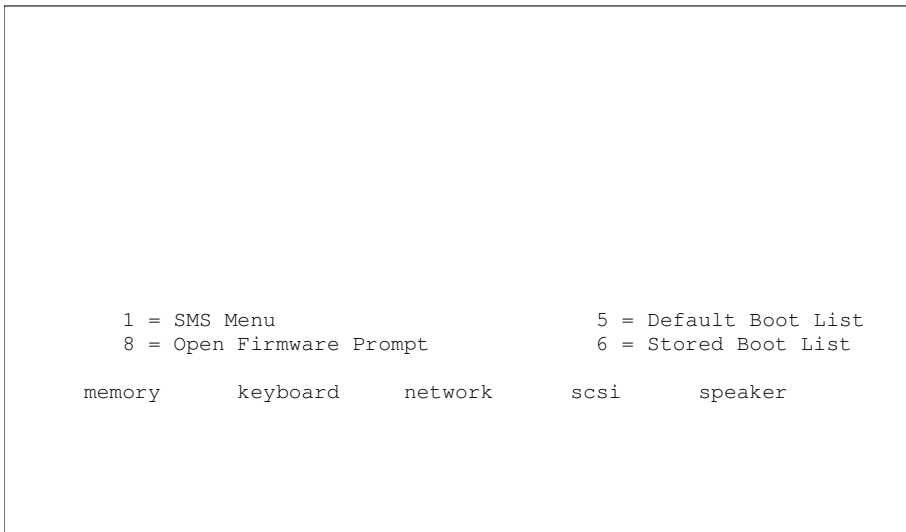 1 = SMS Menu 5 = Default Boot List
8 = Open Firmware Prompt 6 = Stored Boot List
memory keyboard network scsi speaker